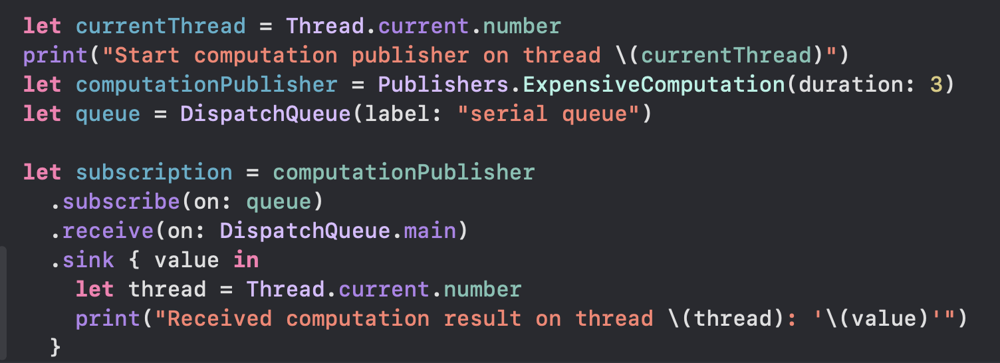 let currentThread = Thread.current.number
print("Start computation publisher on thread \(currentThread)")
let computationPublisher = Publishers.ExpensiveComputation(duration: 3)
let queue = DispatchQueue(label: "serial queue")

let subscription = computationPublisher
  .subscribe(on: queue)
  .receive(on: DispatchQueue.main)
  .sink { value in
    let thread = Thread.current.number
    print("Received computation result on thread \(thread): '\(value)'")
  }